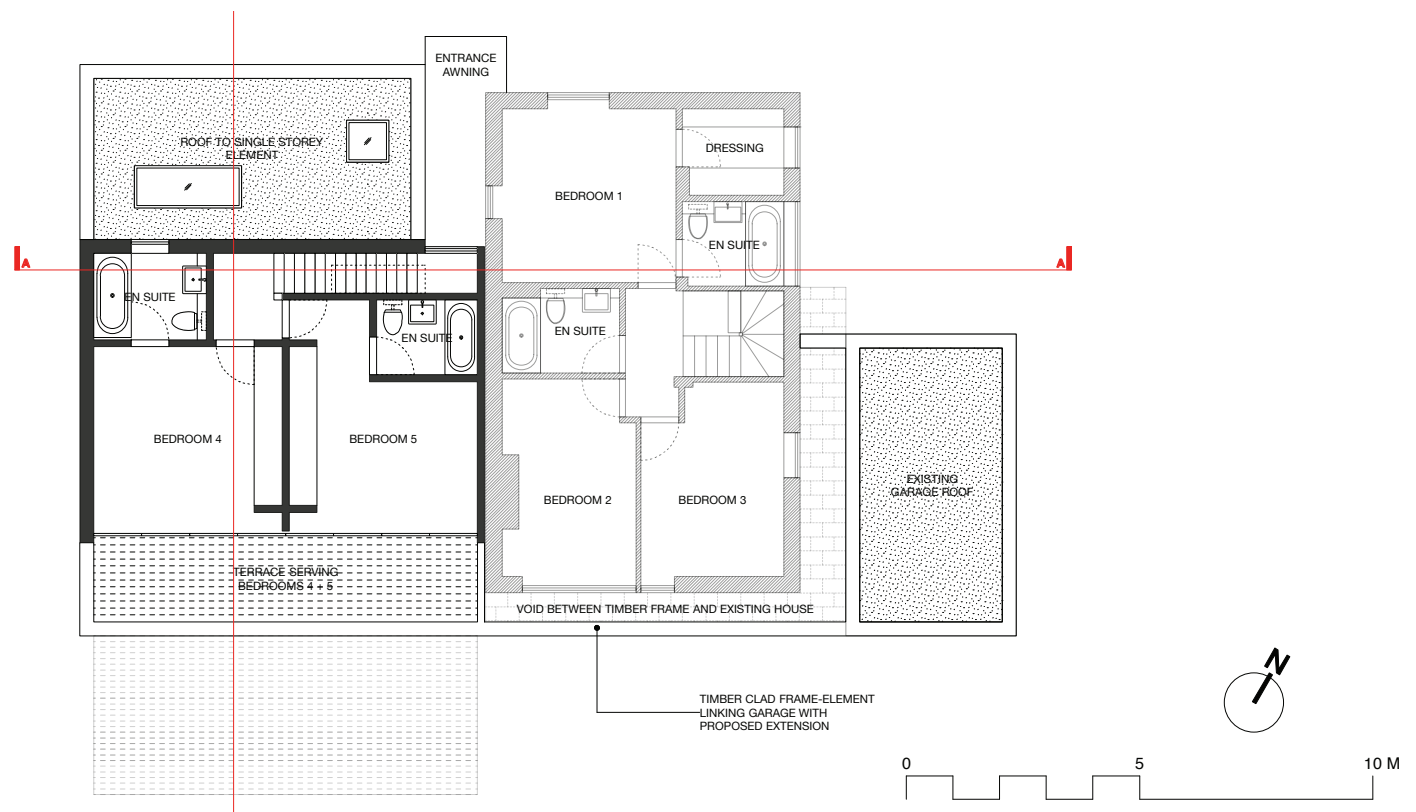 ENTRANCE
AWNING
ROOF TO SINGLE STOREY
ELEMENT
DRESSING
BEDROOM 1
EN SUITE
A
A
EN SUITE
EN SUITE
EN SUITE
BEDROOM 4
BEDROOM 5
BEDROOM 2
BEDROOM 3
EXISTING
GARAGE ROOF
TERRACE SERVING
BEDROOMS 4 + 5
VOID BETWEEN TIMBER FRAME AND EXISTING HOUSE
TIMBER CLAD FRAME-ELEMENT
LINKING GARAGE WITH
PROPOSED EXTENSION
N
0 5 10 M